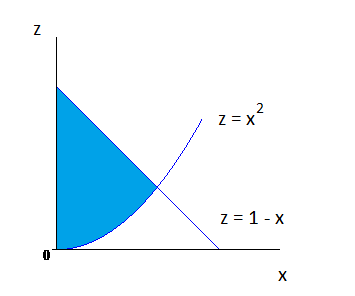 z
z = x²
z = 1 - x
0
x